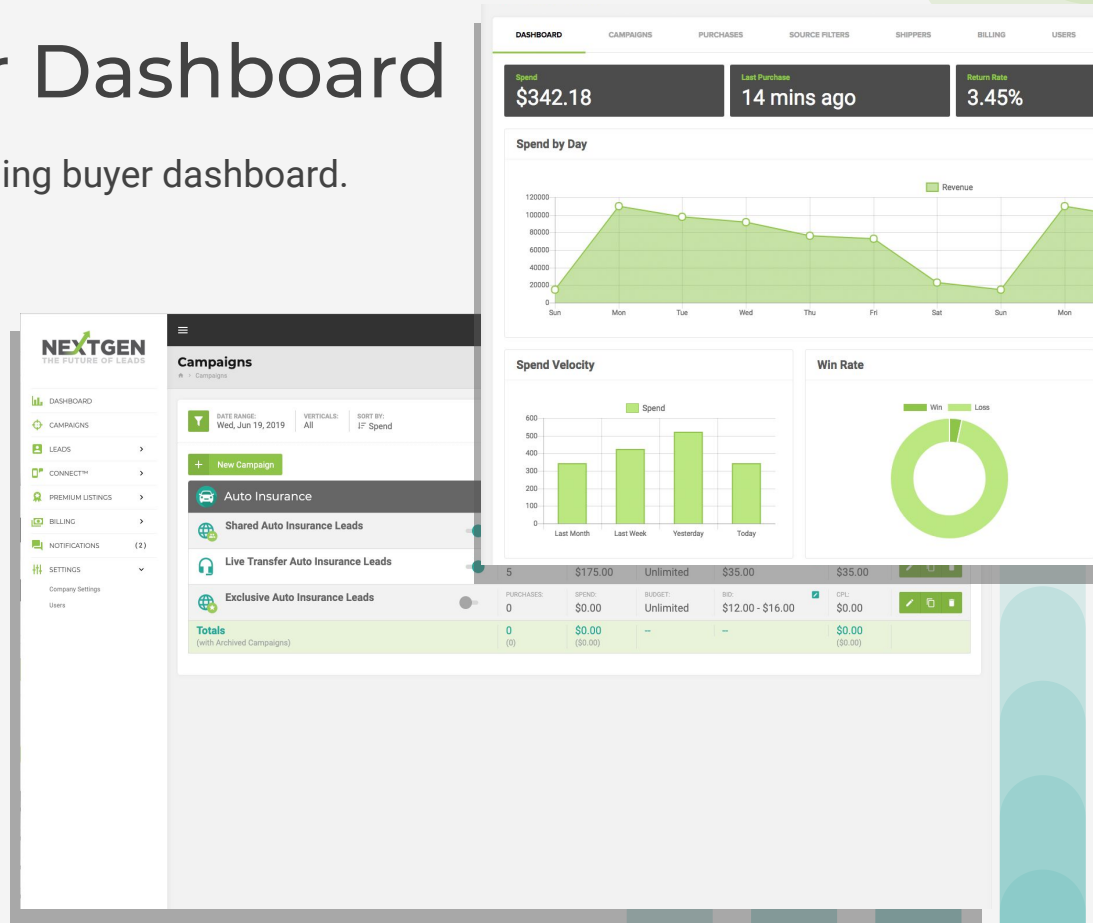 r Dashboard
ing buyer dashboard.
DASHBOARD CAMPAIGNS PURCHASES SOURCE FILTERS SHIPPERS BILLING USERS
Spend
$342.18
Last Purchase
14 mins ago
Return Rate
3.45%
Spend by Day
Revenue
120000
100000
80000
60000
40000
20000
0
Sun Mon Tue Wed Thu Fri Sat Sun Mon
Spend Velocity
Spend
600
500
400
300
200
100
0
Last Month Last Week Yesterday Today
Win Rate
Win Loss
NEXTGEN
THE FUTURE OF LEADS
DASHBOARD
CAMPAIGNS
LEADS
CONNECT™
PREMIUM LISTINGS
BILLING
NOTIFICATIONS (2)
SETTINGS
Company Settings
Users
Campaigns
Campaigns
DATE RANGE: VERTICALS: SORT BY:
Wed, Jun 19, 2019 All Spend
+ New Campaign
Auto Insurance
Shared Auto Insurance Leads
Live Transfer Auto Insurance Leads
5 $175.00 Unlimited $35.00 $35.00
Exclusive Auto Insurance Leads
PURCHASES: SPEND: BUDGET: BID: CPL:
0 $0.00 Unlimited $12.00 - $16.00 $0.00
Totals 0 $0.00 – – $0.00
(with Archived Campaigns) (0) ($0.00) ($0.00)